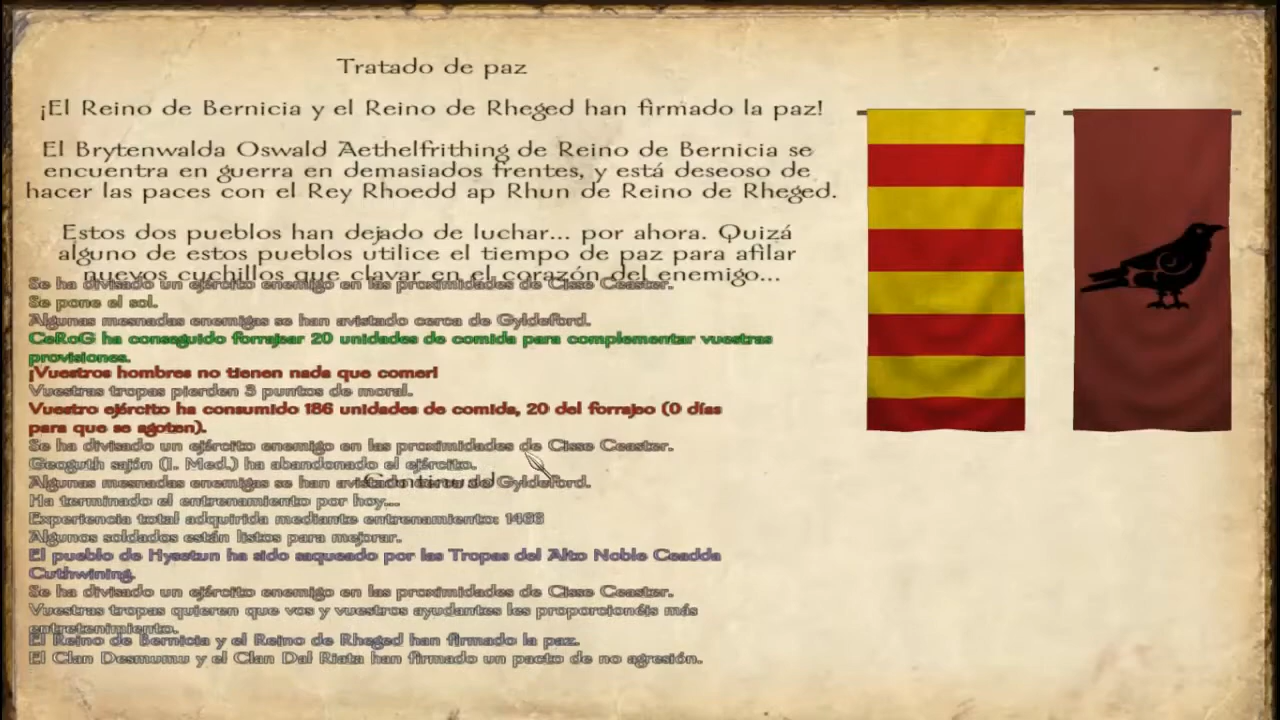 Tratado de paz
¡El Reino de Bernicia y el Reino de Rheged han firmado la paz!
El Brytenwalda Oswald Aethelfrithing de Reino de Bernicia se
encuentra en guerra en demasiados frentes, y está deseoso de
hacer las paces con el Rey Rhoedd ap Rhun de Reino de Rheged.
Estos dos pueblos han dejado de luchar... por ahora. Quizá
alguno de estos pueblos utilice el tiempo de paz para afilar
nuevos cuchillos que clavar en el corazón del enemigo...
Se ha divisado un ejército enemigo en las proximidades de Cisse Ceaster.
Se pone el sol.
Algunas mesnadas enemigas se han avistado cerca de Gyldeford.
CeRoG ha conseguido forrajear 20 unidades de comida para complementar vuestras
provisiones.
¡Vuestros hombres no tienen nada que comer!
Vuestras tropas pierden 3 puntos de moral.
Vuestro ejército ha consumido 186 unidades de comida, 20 del forrajeo (0 días
para que se agoten).
Se ha divisado un ejército enemigo en las proximidades de Cisse Ceaster.
Geoguth sajón (I. Med.) ha abandonado el ejército.
Algunas mesnadas enemigas se han avistado cerca de Gyldeford.
Ha terminado el entrenamiento por hoy...
Experiencia total adquirida mediante entrenamiento: 1466
Algunos soldados están listos para mejorar.
El pueblo de Hysetun ha sido saqueado por las Tropas del Alto Noble Ceadda
Cuthwining.
Se ha divisado un ejército enemigo en las proximidades de Cisse Ceaster.
Vuestras tropas quieren que vos y vuestros ayudantes les proporcionéis más
entretenimiento.
El Reino de Bernicia y el Reino de Rheged han firmado la paz.
El Clan Desmumu y el Clan Dal Riata han firmado un pacto de no agresión.